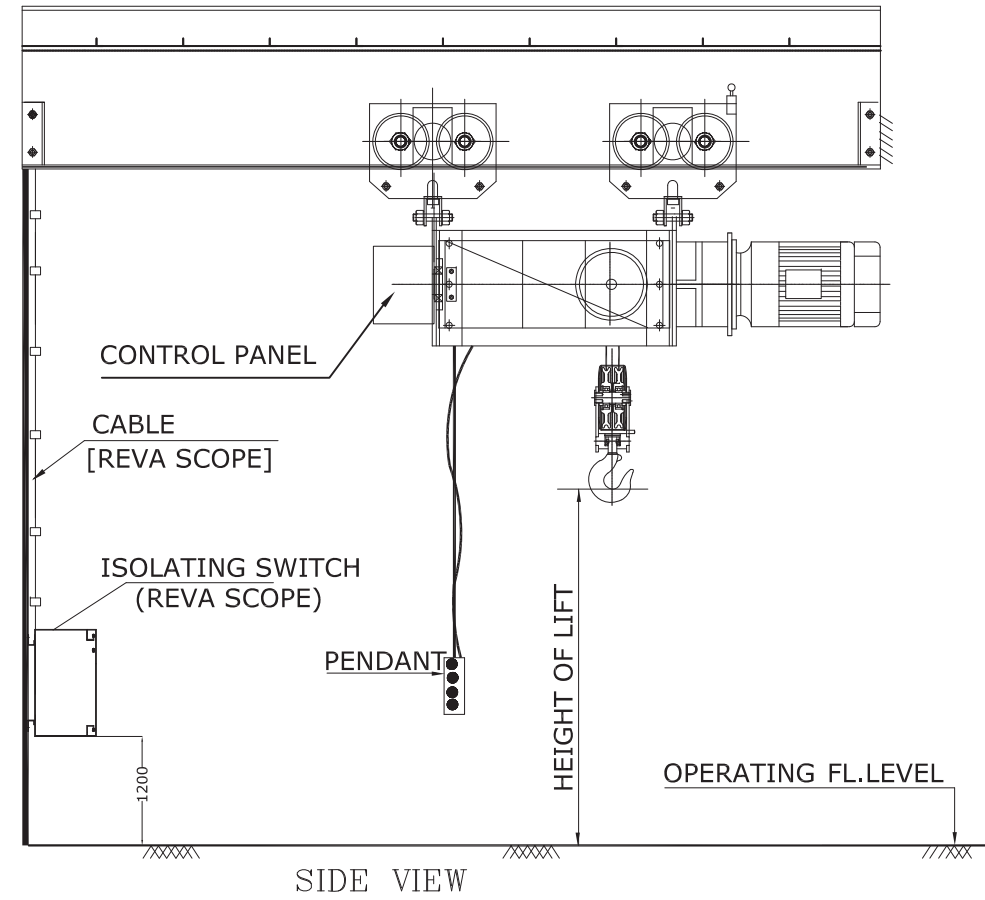 CONTROL PANEL
CABLE
[REVA SCOPE]
ISOLATING SWITCH
(REVA SCOPE)
PENDANT
HEIGHT OF LIFT
1200
OPERATING FL.LEVEL
SIDE VIEW